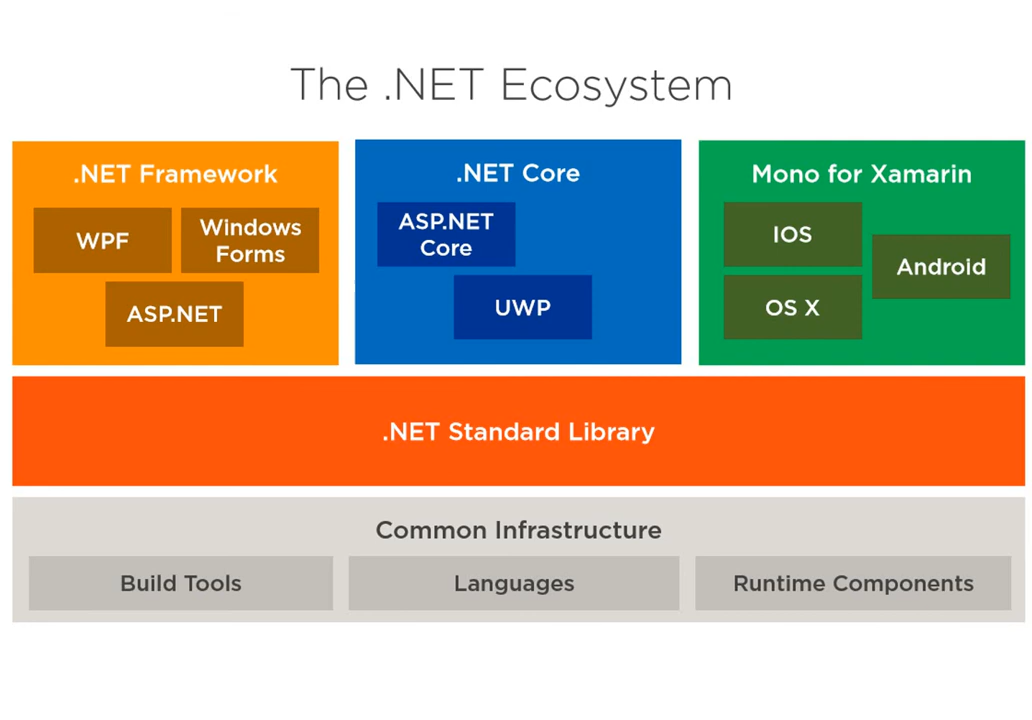 The .NET Ecosystem
.NET Framework
WPF
Windows
Forms
ASP.NET
.NET Core
ASP.NET
Core
UWP
Mono for Xamarin
IOS
Android
OS X
.NET Standard Library
Common Infrastructure
Build Tools
Languages
Runtime Components